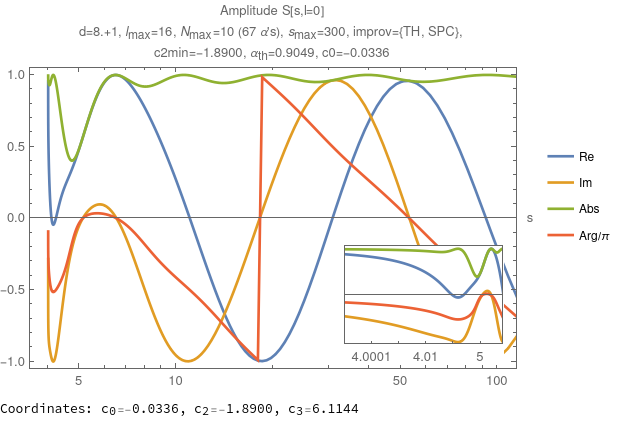 Amplitude S[s,l=0]
d=8.+1, lmax=16, Nmax=10 (67 α's), smax=300, improv={TH, SPC},
c2min=−1.8900, αth=0.9049, c0=−0.0336
1.0
0.5
0.0
−0.5
−1.0
5
10
50
100
s
4.0001
4.01
5
Re
Im
Abs
Arg/π
Coordinates: c0=−0.0336, c2=−1.8900, c3=6.1144